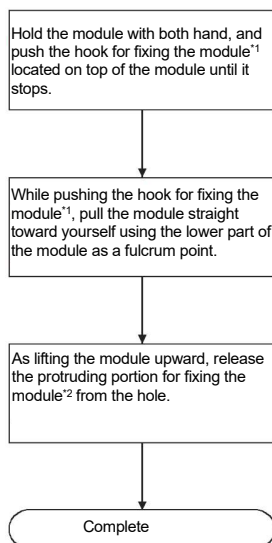 Hold the module with both hand, and
push the hook for fixing the module*1
located on top of the module until it
stops.
While pushing the hook for fixing the
module*1, pull the module straight
toward yourself using the lower part of
the module as a fulcrum point.
As lifting the module upward, release
the protruding portion for fixing the
module*2 from the hole.
Complete